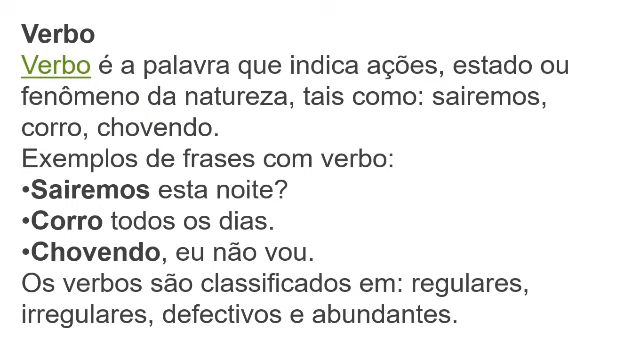 Verbo
Verbo é a palavra que indica ações, estado ou
fenômeno da natureza, tais como: sairemos,
corro, chovendo.
Exemplos de frases com verbo:
•Sairemos esta noite?
•Corro todos os dias.
•Chovendo, eu não vou.
Os verbos são classificados em: regulares,
irregulares, defectivos e abundantes.